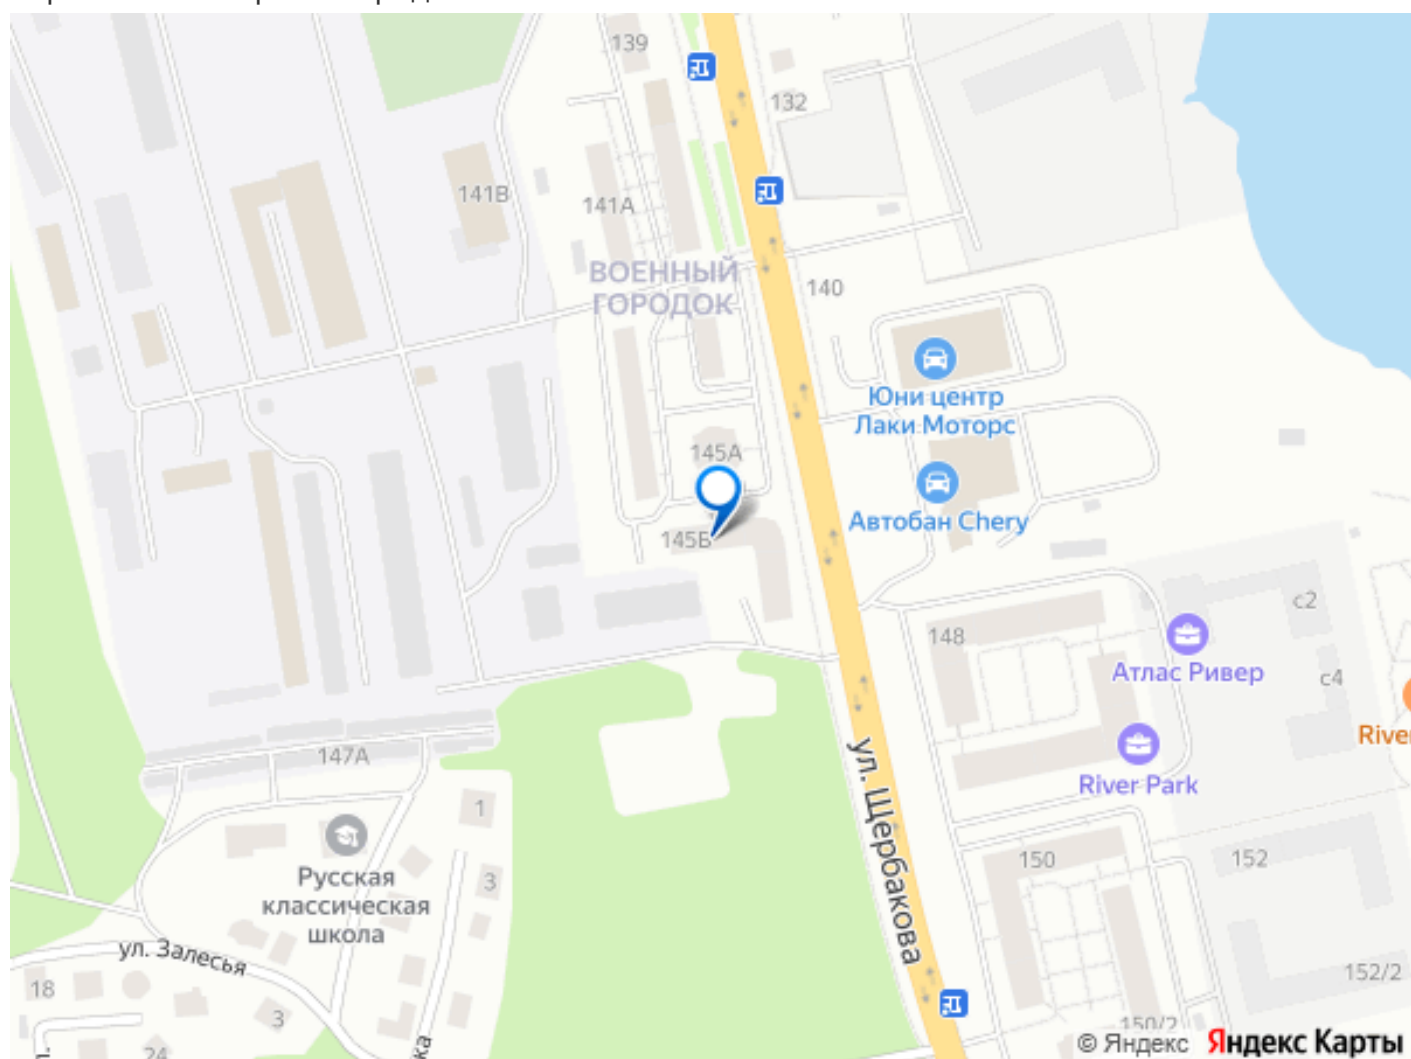 139
132
141В
141А
ВОЕННЫЙ
ГОРОДОК
140
Юни центр
Лаки Моторс
145А
Автобан Chery
145Б
с2
148
Атлас Ривер
с4
River Park
147А
ул. Щербакова
1
150
152
3
Русская
классическая
школа
ул. Залесья
152/2
18
3
150/2
24
© Яндекс Яндекс Карты